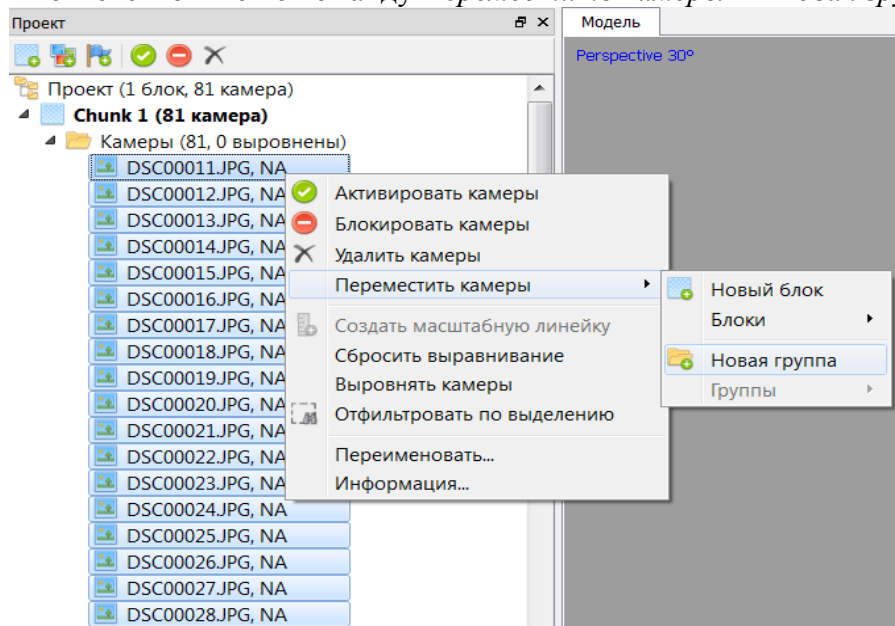 Проект
Модель
Perspective 30°
Проект (1 блок, 81 камера)
Chunk 1 (81 камера)
Камеры (81, 0 выровнены)
DSC00011.JPG, NA
DSC00012.JPG, NA
DSC00013.JPG, NA
DSC00014.JPG, NA
DSC00015.JPG, NA
DSC00016.JPG, NA
DSC00017.JPG, NA
DSC00018.JPG, NA
DSC00019.JPG, NA
DSC00020.JPG, NA
DSC00021.JPG, NA
DSC00022.JPG, NA
DSC00023.JPG, NA
DSC00024.JPG, NA
DSC00025.JPG, NA
DSC00026.JPG, NA
DSC00027.JPG, NA
DSC00028.JPG, NA
Активировать камеры
Блокировать камеры
Удалить камеры
Переместить камеры
Создать масштабную линейку
Сбросить выравнивание
Выровнять камеры
Отфильтровать по выделению
Переименовать...
Информация...
Новый блок
Блоки
Новая группа
Группы